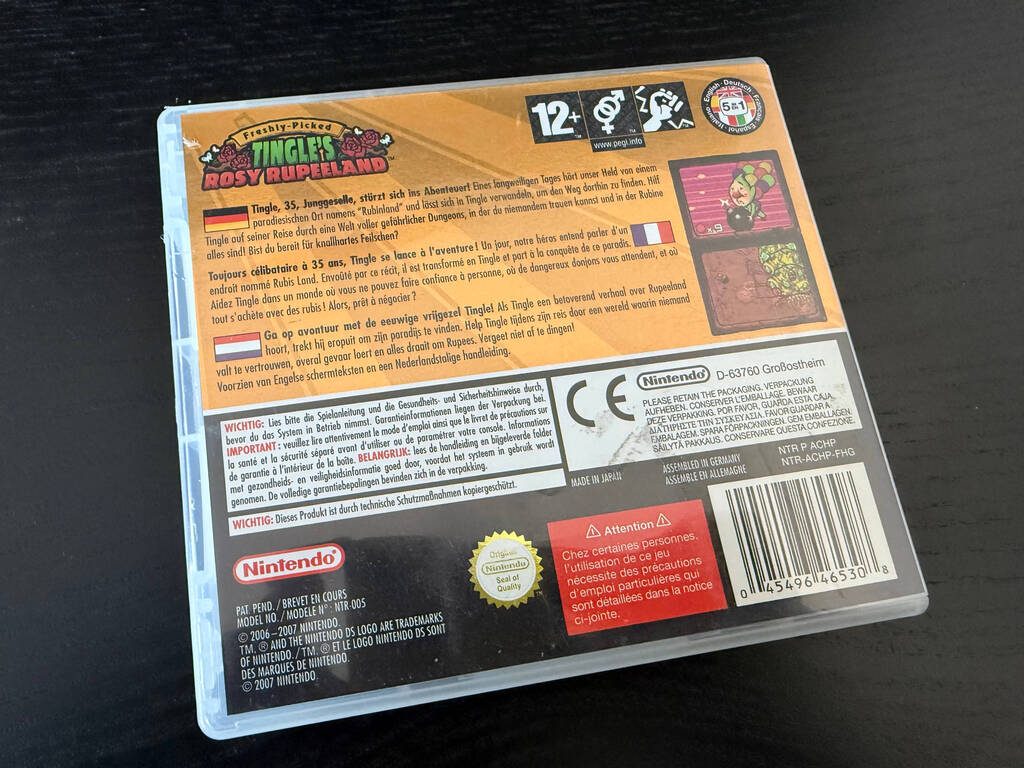 Freshly-Picked
TINGLE'S
ROSY RUPEELAND™
12+
™
www.pegi.info
English · Deutsch · Français · Español · Italiano
5 IN 1
Tingle, 35, Junggeselle, stürzt sich ins Abenteuer! Eines langweiligen Tages hört unser Held von einem
paradiesischen Ort namens "Rubinland" und lässt sich in Tingle verwandeln, um den Weg dorthin zu finden. Hilf
Tingle auf seiner Reise durch eine Welt voller gefährlicher Dungeons, in der du niemandem trauen kannst und in der Rubine
alles sind! Bist du bereit für knallhartes Feilschen?
Toujours célibataire à 35 ans, Tingle se lance à l'aventure! Un jour, notre héros entend parler d'un
endroit nommé Rubis Land. Envoûté par ce récit, il est transformé en Tingle et part à la conquête de ce paradis.
Aidez Tingle dans un monde où vous ne pouvez faire confiance à personne, où de dangereux donjons vous attendent, et où
tout s'achète avec des rubis! Alors, prêt à négocier?
Ga op avontuur met de eeuwige vrijgezel Tingle! Als Tingle een betoverend verhaal over Rupeeland
hoort, trekt hij eropuit om zijn paradijs te vinden. Help Tingle tijdens zijn reis door een wereld waarin niemand
valt te vertrouwen, overal gevaar loert en alles draait om Rupees. Vergeet niet af te dingen!
Voorzien van Engelse schermteksten en een Nederlandstalige handleiding.
x9
WICHTIG: Lies bitte die Spielanleitung und die Gesundheits- und Sicherheitshinweise durch,
bevor du das System in Betrieb nimmst. Garantieinformationen liegen der Verpackung bei.
IMPORTANT: veuillez lire attentivement le mode d'emploi ainsi que le livret de précautions sur
la santé et la sécurité séparé avant d'utiliser ou de paramétrer votre console. Informations
de garantie à l'intérieur de la boîte. BELANGRIJK: lees de handleiding en bijgeleverde folder
met gezondheids- en veiligheidsinformatie goed door, voordat het systeem in gebruik wordt
genomen. De volledige garantiebepalingen bevinden zich in de verpakking.
WICHTIG: Dieses Produkt ist durch technische Schutzmaßnahmen kopiergeschützt.
CE
Nintendo® D-63760 Großostheim
PLEASE RETAIN THE PACKAGING. VERPACKUNG
AUFHEBEN. CONSERVER L'EMBALLAGE. BEWAAR
DEZE VERPAKKING. POR FAVOR, GUARDA ESTA CAJA.
ΔΙΑΤΗΡΗΣΤΕ ΤΗΝ ΣΥΣΚΕΥΑΣΙΑ. FAVOR GUARDAR A
EMBALAGEM. SPARA FÖRPACKNINGEN. GEM EMBALLAGEN.
SÄILYTÄ PAKKAUS. CONSERVARE QUESTA CONFEZIONE.
MADE IN JAPAN
ASSEMBLED IN GERMANY
ASSEMBLE EN ALLEMAGNE
NTR P ACHP
NTR-ACHP-FHG
Nintendo®
PAT. PEND. / BREVET EN COURS
MODEL NO. / MODÈLE Nº: NTR-005
© 2006–2007 NINTENDO.
TM, ® AND THE NINTENDO DS LOGO ARE TRADEMARKS
OF NINTENDO. / TM, ® ET LE LOGO NINTENDO DS SONT
DES MARQUES DE NINTENDO.
© 2007 NINTENDO.
Original
Nintendo
Seal of
Quality
⚠ Attention ⚠
Chez certaines personnes,
l'utilisation de ce jeu
nécessite des précautions
d'emploi particulières qui
sont détaillées dans la notice
ci-jointe.
0 45496 46530 8